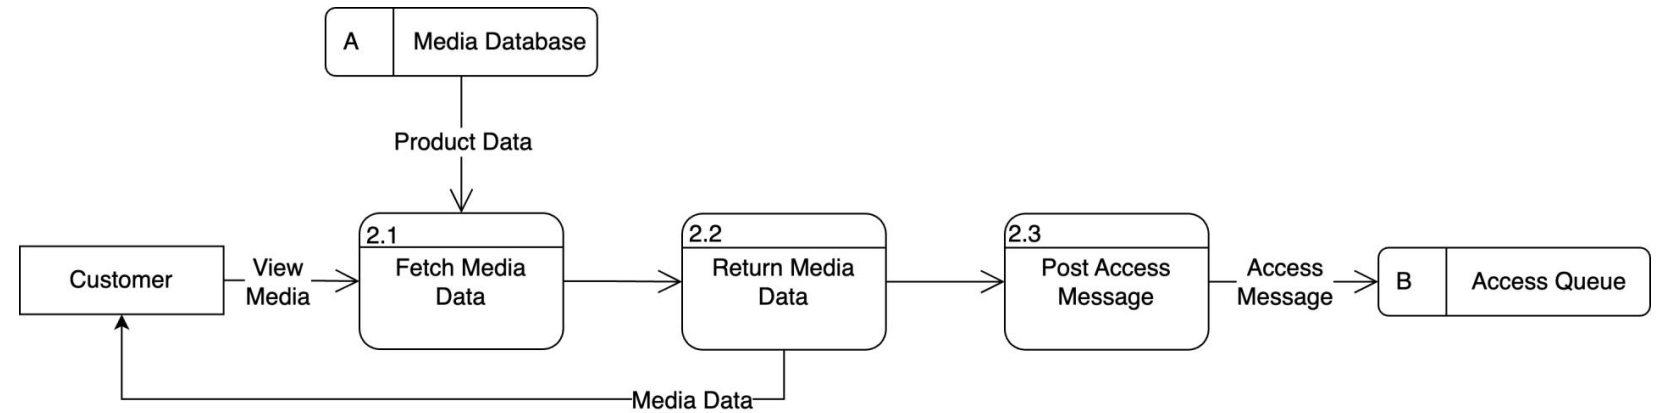 A
Media Database
Product Data
2.1
Fetch Media
Data
2.2
Return Media
Data
2.3
Post Access
Message
Customer
View
Media
Access
Message
B
Access Queue
Media Data